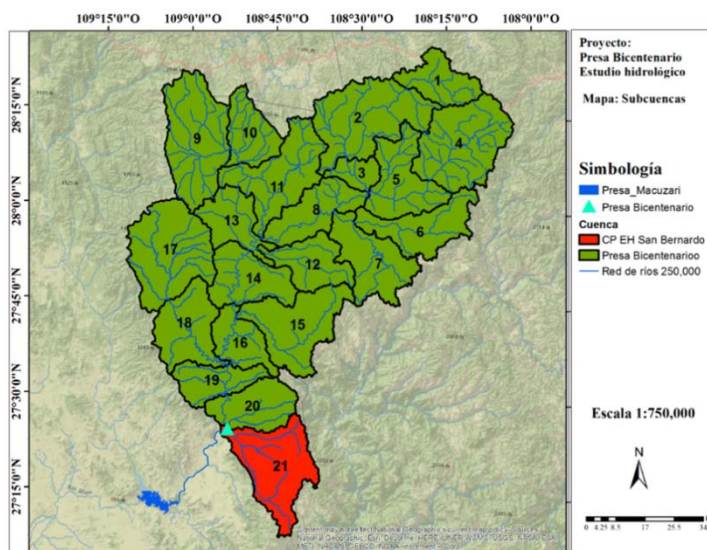 109°15'0"W 109°0'0"W 108°45'0"W 108°30'0"W 108°15'0"W 108°0'0"W
28°15'0"N
28°0'0"N
27°45'0"N
27°30'0"N
27°15'0"N
1
2
3
4
5
6
7
8
9
10
11
12
13
14
15
16
17
18
19
20
21
Proyecto:
Presa Bicentenario
Estudio hidrológico
Mapa: Subcuencas
Simbología
Presa_Macuzari
Presa Bicentenario
Cuenca
CP EH San Bernardo
Presa Bicentenarioo
Red de ríos 250,000
Escala 1:750,000
N
0 4.25 8.5 17 25.5 34